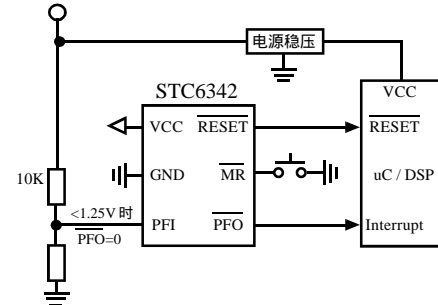 电源稳压
STC6342
VCC
VCC RESET RESET
10K GND MR uC / DSP
<1.25V 时
PFO=0
PFI PFO Interrupt